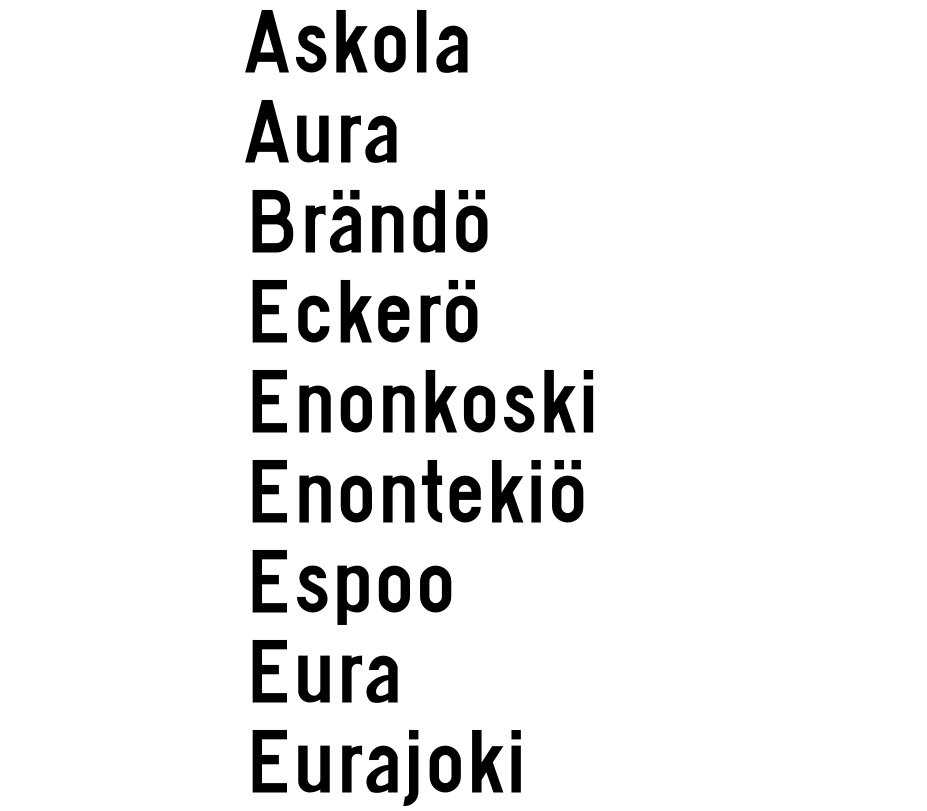 Askola
Aura
Brändö
Eckerö
Enonkoski
Enontekiö
Espoo
Eura
Eurajoki